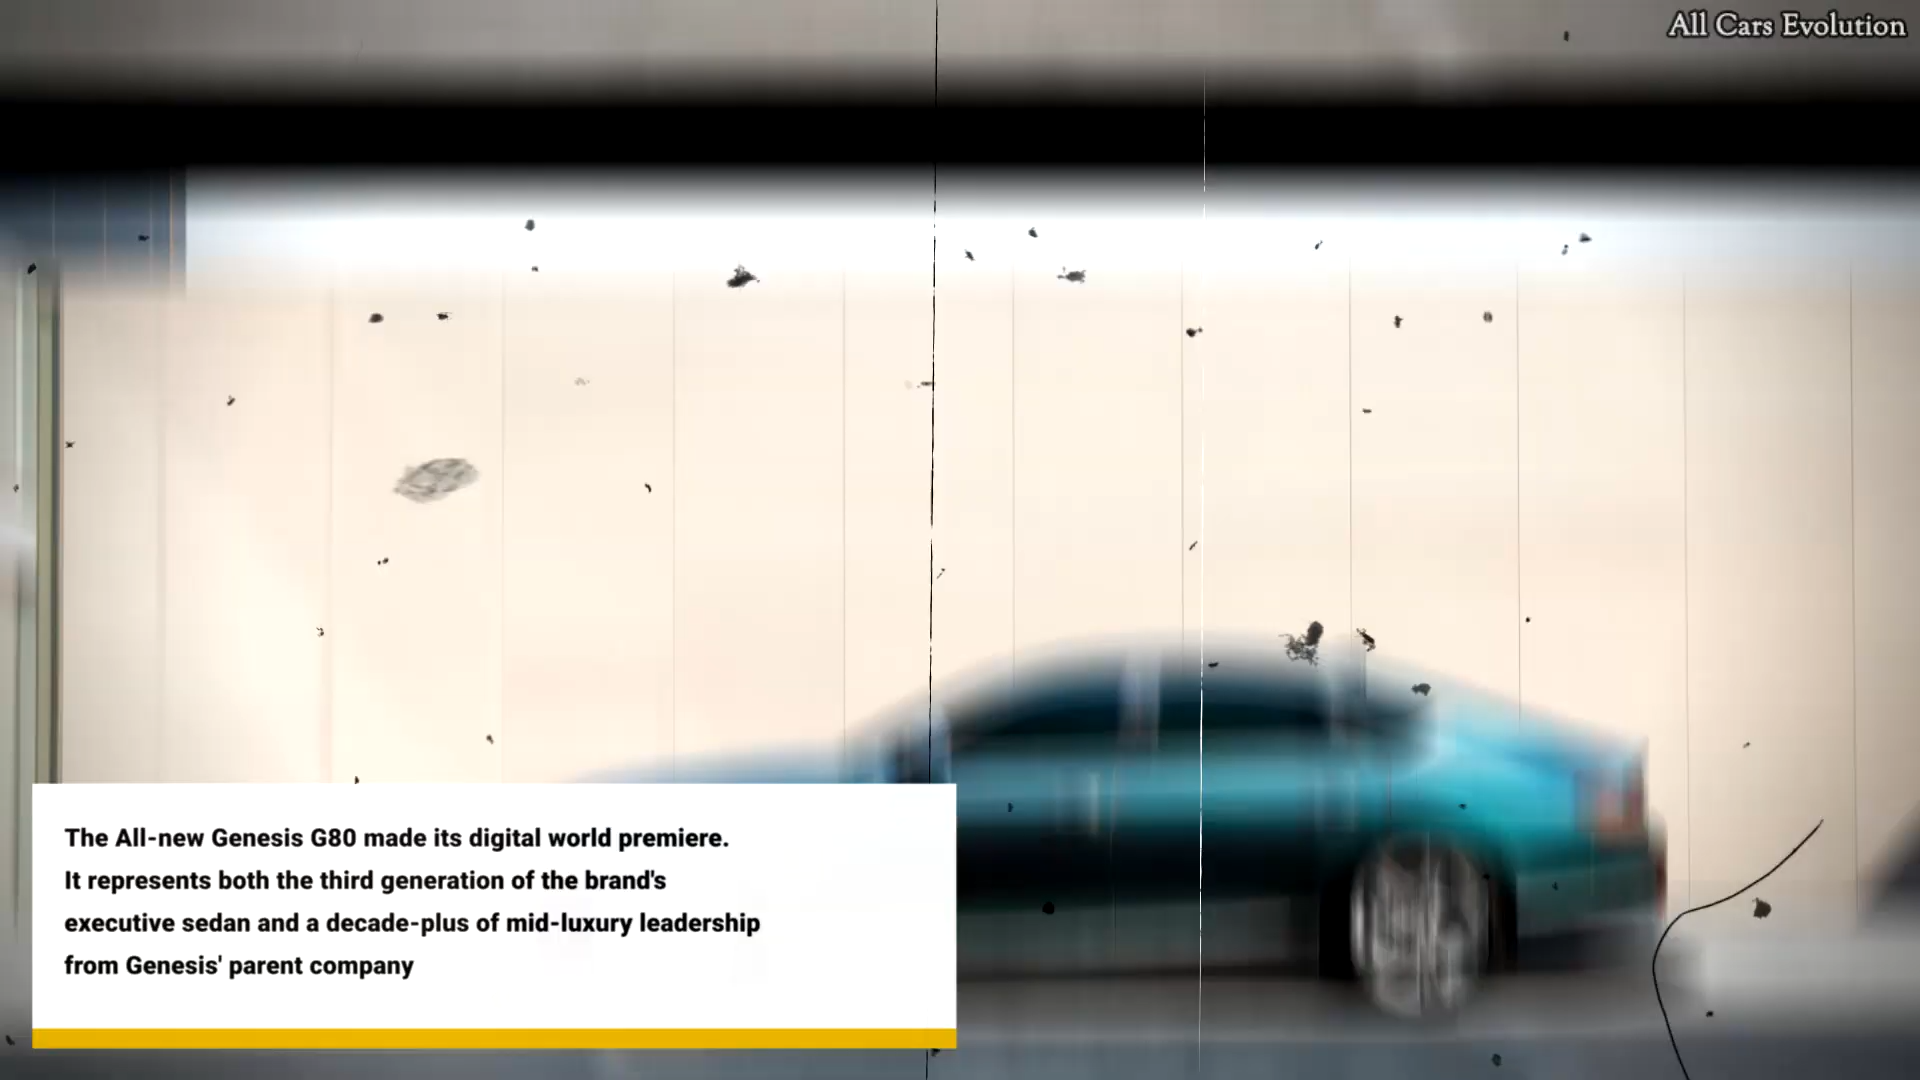 All Cars Evolution
The All-new Genesis G80 made its digital world premiere.
It represents both the third generation of the brand's
executive sedan and a decade-plus of mid-luxury leadership
from Genesis' parent company